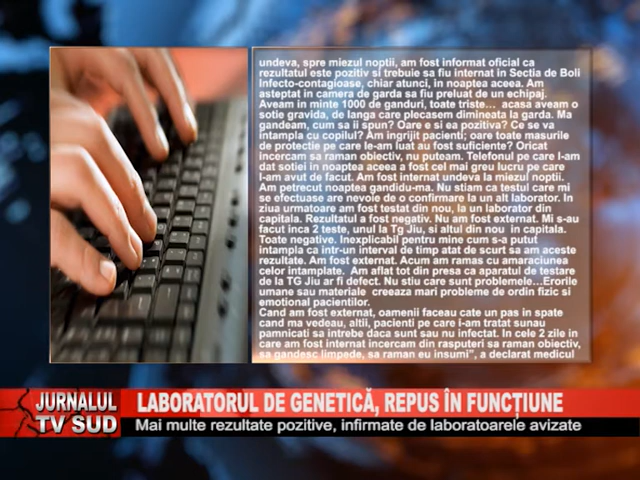 undeva, spre miezul noptii, am fost informat oficial ca
rezultatul este pozitiv si trebuie sa fiu internat in Sectia de Boli
Infecto-contagioase, chiar atunci, in noaptea aceea. Am
asteptat in camera de garda sa fiu preluat de un echipaj.
Aveam in minte 1000 de ganduri, toate triste… acasa aveam o
sotie gravida, de langa care plecasem dimineata la garda. Ma
gandeam, cum sa ii spun? Oare e si ea pozitiva? Ce se va
intampla cu copilul? Am ingrijit pacienti; oare toate masurile
de protectie pe care le-am luat au fost suficiente? Oricat
incercam sa raman obiectiv, nu puteam. Telefonul pe care l-am
dat sotiei in noaptea aceea a fost cel mai greu lucru pe care
l-am avut de facut. Am fost internat undeva la miezul noptii.
Am petrecut noaptea gandidu-ma. Nu stiam ca testul care mi
se efectuase are nevoie de o confirmare la un alt laborator. In
ziua urmatoare am fost testat din nou, la un laborator din
capitala. Rezultatul a fost negativ. Nu am fost externat. Mi s-au
facut inca 2 teste, unul la Tg Jiu, si altul din nou in capitala.
Toate negative. Inexplicabil pentru mine cum s-a putut
intampla ca intr-un interval de timp atat de scurt sa am aceste
rezultate. Am fost externat. Acum am ramas cu amaraciunea
celor intamplate. Am aflat tot din presa ca aparatul de testare
de la TG Jiu ar fi defect. Nu stiu care sunt problemele…Erorile
umane sau materiale creeaza mari probleme de ordin fizic si
emotional pacientilor.
Cand am fost externat, oamenii faceau cate un pas in spate
cand ma vedeau, altii, pacienti pe care i-am tratat sunau
pamnicati sa intrebe daca sunt sau nu infectat. In cele 2 zile in
care am fost internat incercam din rasputeri sa raman obiectiv,
sa gandesc limpede, sa raman eu insumi”, a declarat medicul
JURNALUL
TV SUD
LABORATORUL DE GENETICĂ, REPUS ÎN FUNCȚIUNE
Mai multe rezultate pozitive, infirmate de laboratoarele avizate